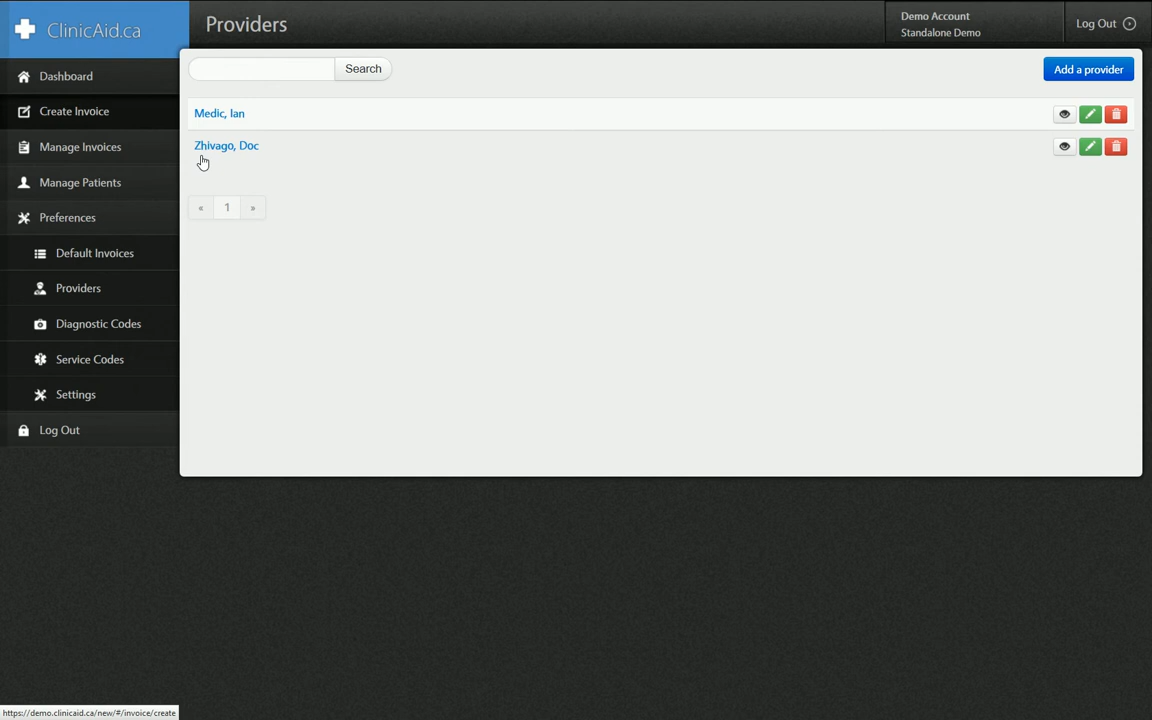 ClinicAid.ca
Providers
Demo Account
Standalone Demo
Log Out
Dashboard
Create Invoice
Manage Invoices
Manage Patients
Preferences
Default Invoices
Providers
Diagnostic Codes
Service Codes
Settings
Log Out
Search
Add a provider
Medic, Ian
Zhivago, Doc
« 1 »
https://demo.clinicaid.ca/new/#/invoice/create